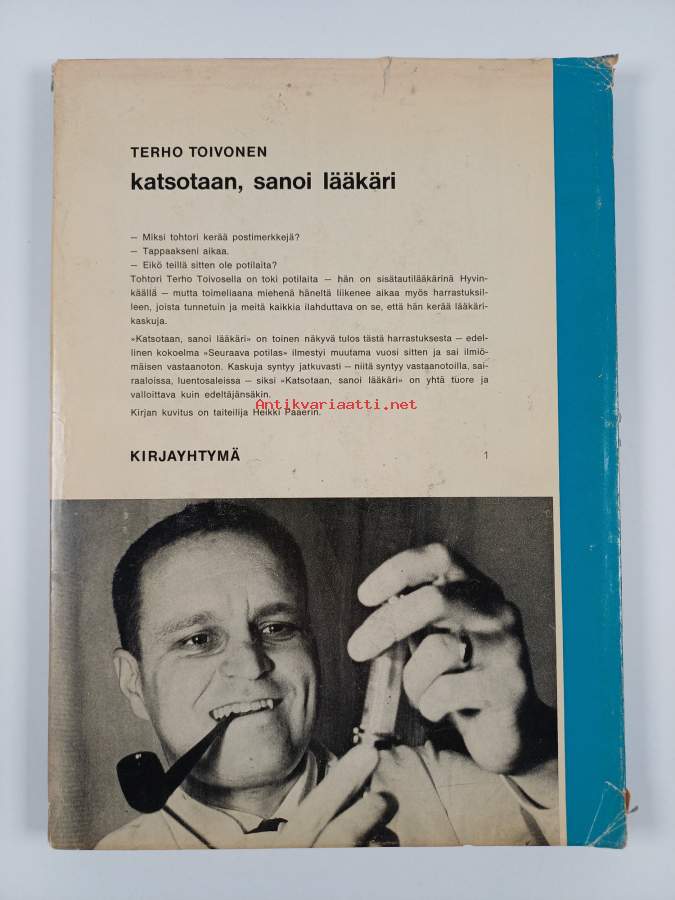 TERHO TOIVONEN
katsotaan, sanoi lääkäri
— Miksi tohtori kerää postimerkkejä?
— Tappaakseni aikaa.
— Eikö teillä sitten ole potilaita?
Tohtori Terho Toivosella on toki potilaita — hän on sisätautilääkärinä Hyvin-
käällä — mutta toimeliaana miehenä häneltä liikenee aikaa myös harrastuksil-
leen, joista tunnetuin ja meitä kaikkia ilahduttava on se, että hän kerää lääkäri-
kaskuja.
»Katsotaan, sanoi lääkäri» on toinen näkyvä tulos tästä harrastuksesta — edel-
linen kokoelma »Seuraava potilas» ilmestyi muutama vuosi sitten ja sai ilmiö-
mäisen vastaanoton. Kaskuja syntyy jatkuvasti — niitä syntyy vastaanotoilla, sai-
raaloissa, luentosaleissa — siksi »Katsotaan, sanoi lääkäri» on yhtä tuore ja
valloittava kuin edeltäjänsäkin.
Antikvariaatti.net
Kirjan kuvitus on taiteilija Heikki Paaerin.
KIRJAYHTYMÄ 1